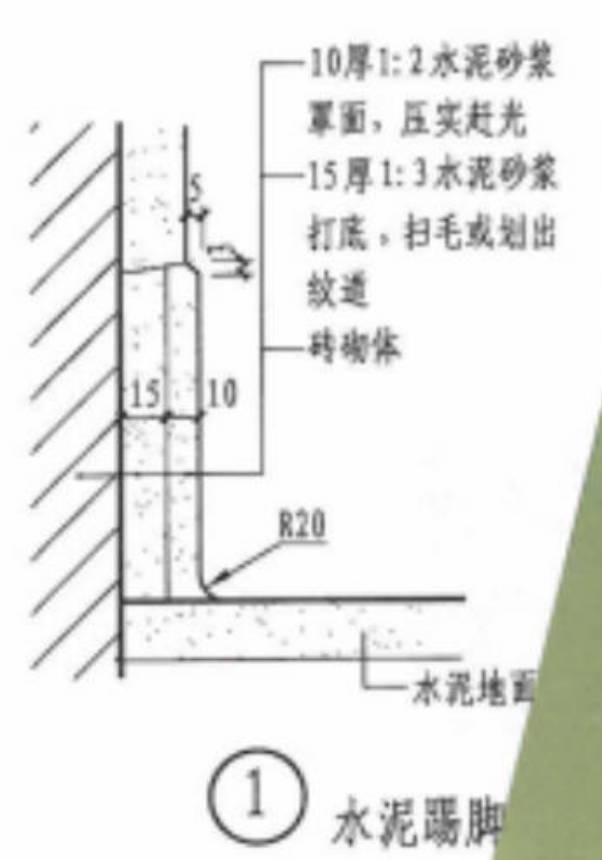 10厚1:2水泥砂浆
罩面,压实赶光
15厚1:3水泥砂浆
打底,扫毛或划出
纹道
砖砌体
5
3
15
10
R20
水泥地面
1
水泥踢脚